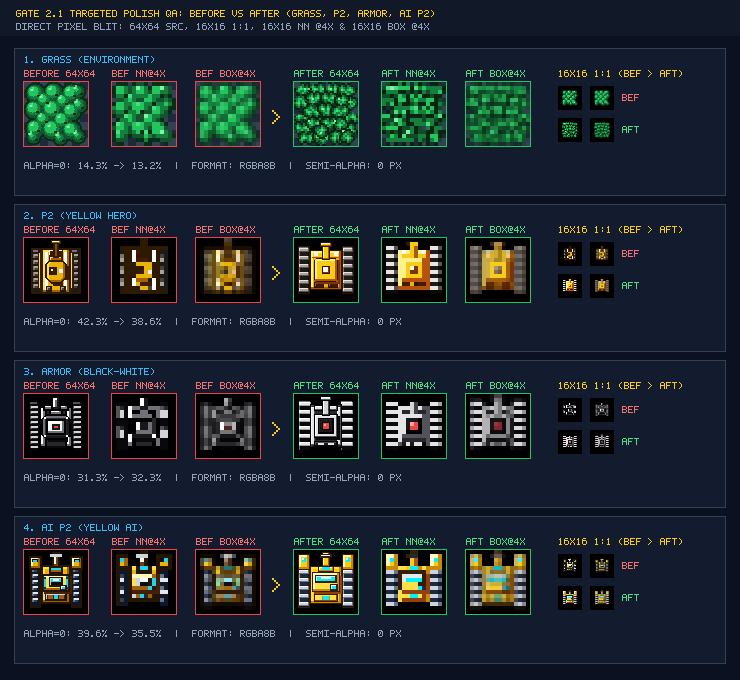 GATE 2.1 TARGETED POLISH QA: BEFORE VS AFTER (GRASS, P2, ARMOR, AI P2)
DIRECT PIXEL BLIT: 64X64 SRC, 16X16 1:1, 16X16 NN @4X & 16X16 BOX @4X
1. GRASS (ENVIRONMENT)
BEFORE 64X64 BEF NN@4X BEF BOX@4X AFTER 64X64 AFT NN@4X AFT BOX@4X 16X16 1:1 (BEF > AFT)
BEF
AFT
ALPHA=0: 14.3% -> 13.2% | FORMAT: RGBA8B | SEMI-ALPHA: 0 PX
2. P2 (YELLOW HERO)
BEFORE 64X64 BEF NN@4X BEF BOX@4X AFTER 64X64 AFT NN@4X AFT BOX@4X 16X16 1:1 (BEF > AFT)
BEF
AFT
ALPHA=0: 42.3% -> 38.6% | FORMAT: RGBA8B | SEMI-ALPHA: 0 PX
3. ARMOR (BLACK-WHITE)
BEFORE 64X64 BEF NN@4X BEF BOX@4X AFTER 64X64 AFT NN@4X AFT BOX@4X 16X16 1:1 (BEF > AFT)
BEF
AFT
ALPHA=0: 31.3% -> 32.3% | FORMAT: RGBA8B | SEMI-ALPHA: 0 PX
4. AI P2 (YELLOW AI)
BEFORE 64X64 BEF NN@4X BEF BOX@4X AFTER 64X64 AFT NN@4X AFT BOX@4X 16X16 1:1 (BEF > AFT)
BEF
AFT
ALPHA=0: 39.6% -> 35.5% | FORMAT: RGBA8B | SEMI-ALPHA: 0 PX